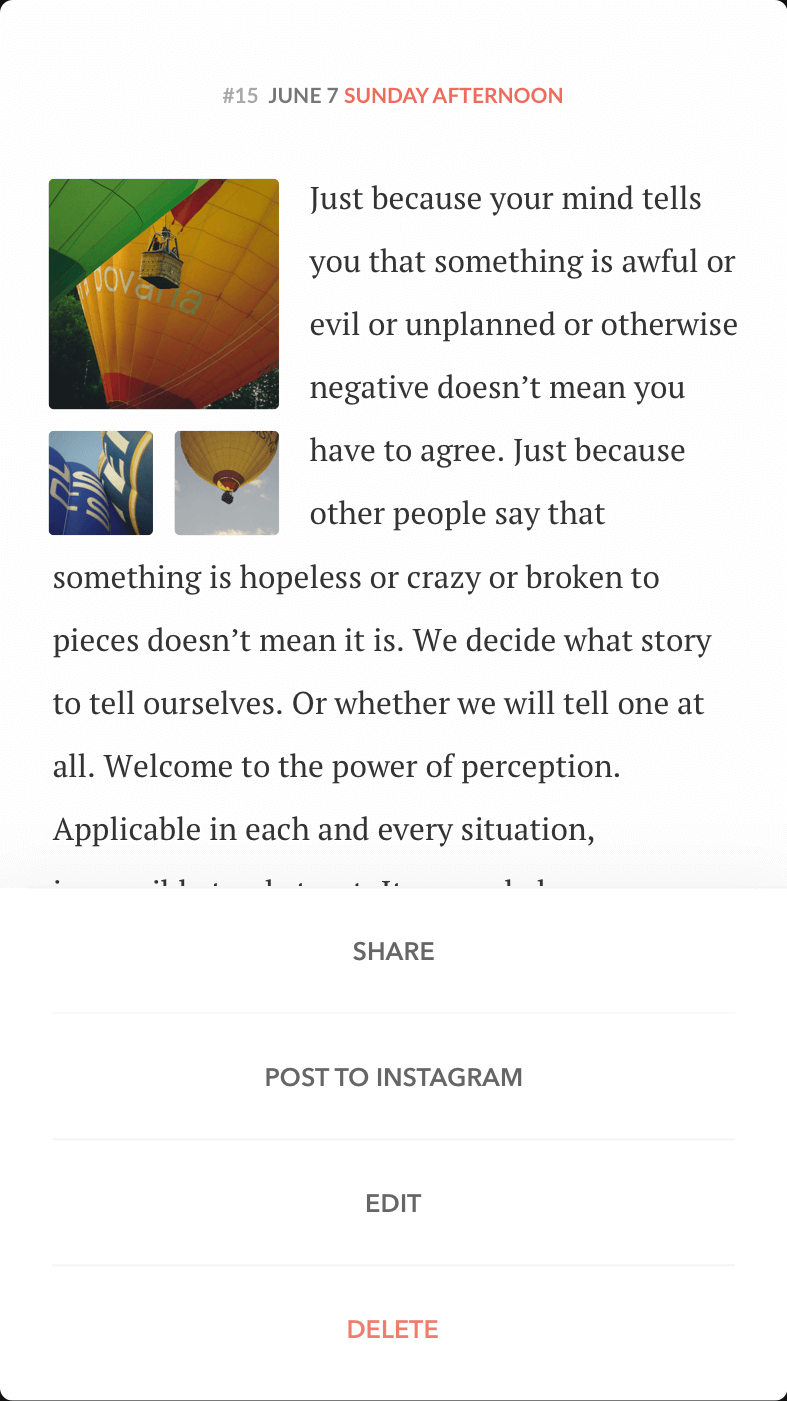 #15 JUNE 7 SUNDAY AFTERNOON
Just because your mind tells
you that something is awful or
evil or unplanned or otherwise
negative doesn’t mean you
have to agree. Just because
other people say that
something is hopeless or crazy or broken to
pieces doesn’t mean it is. We decide what story
to tell ourselves. Or whether we will tell one at
all. Welcome to the power of perception.
Applicable in each and every situation,
SHARE
POST TO INSTAGRAM
EDIT
DELETE